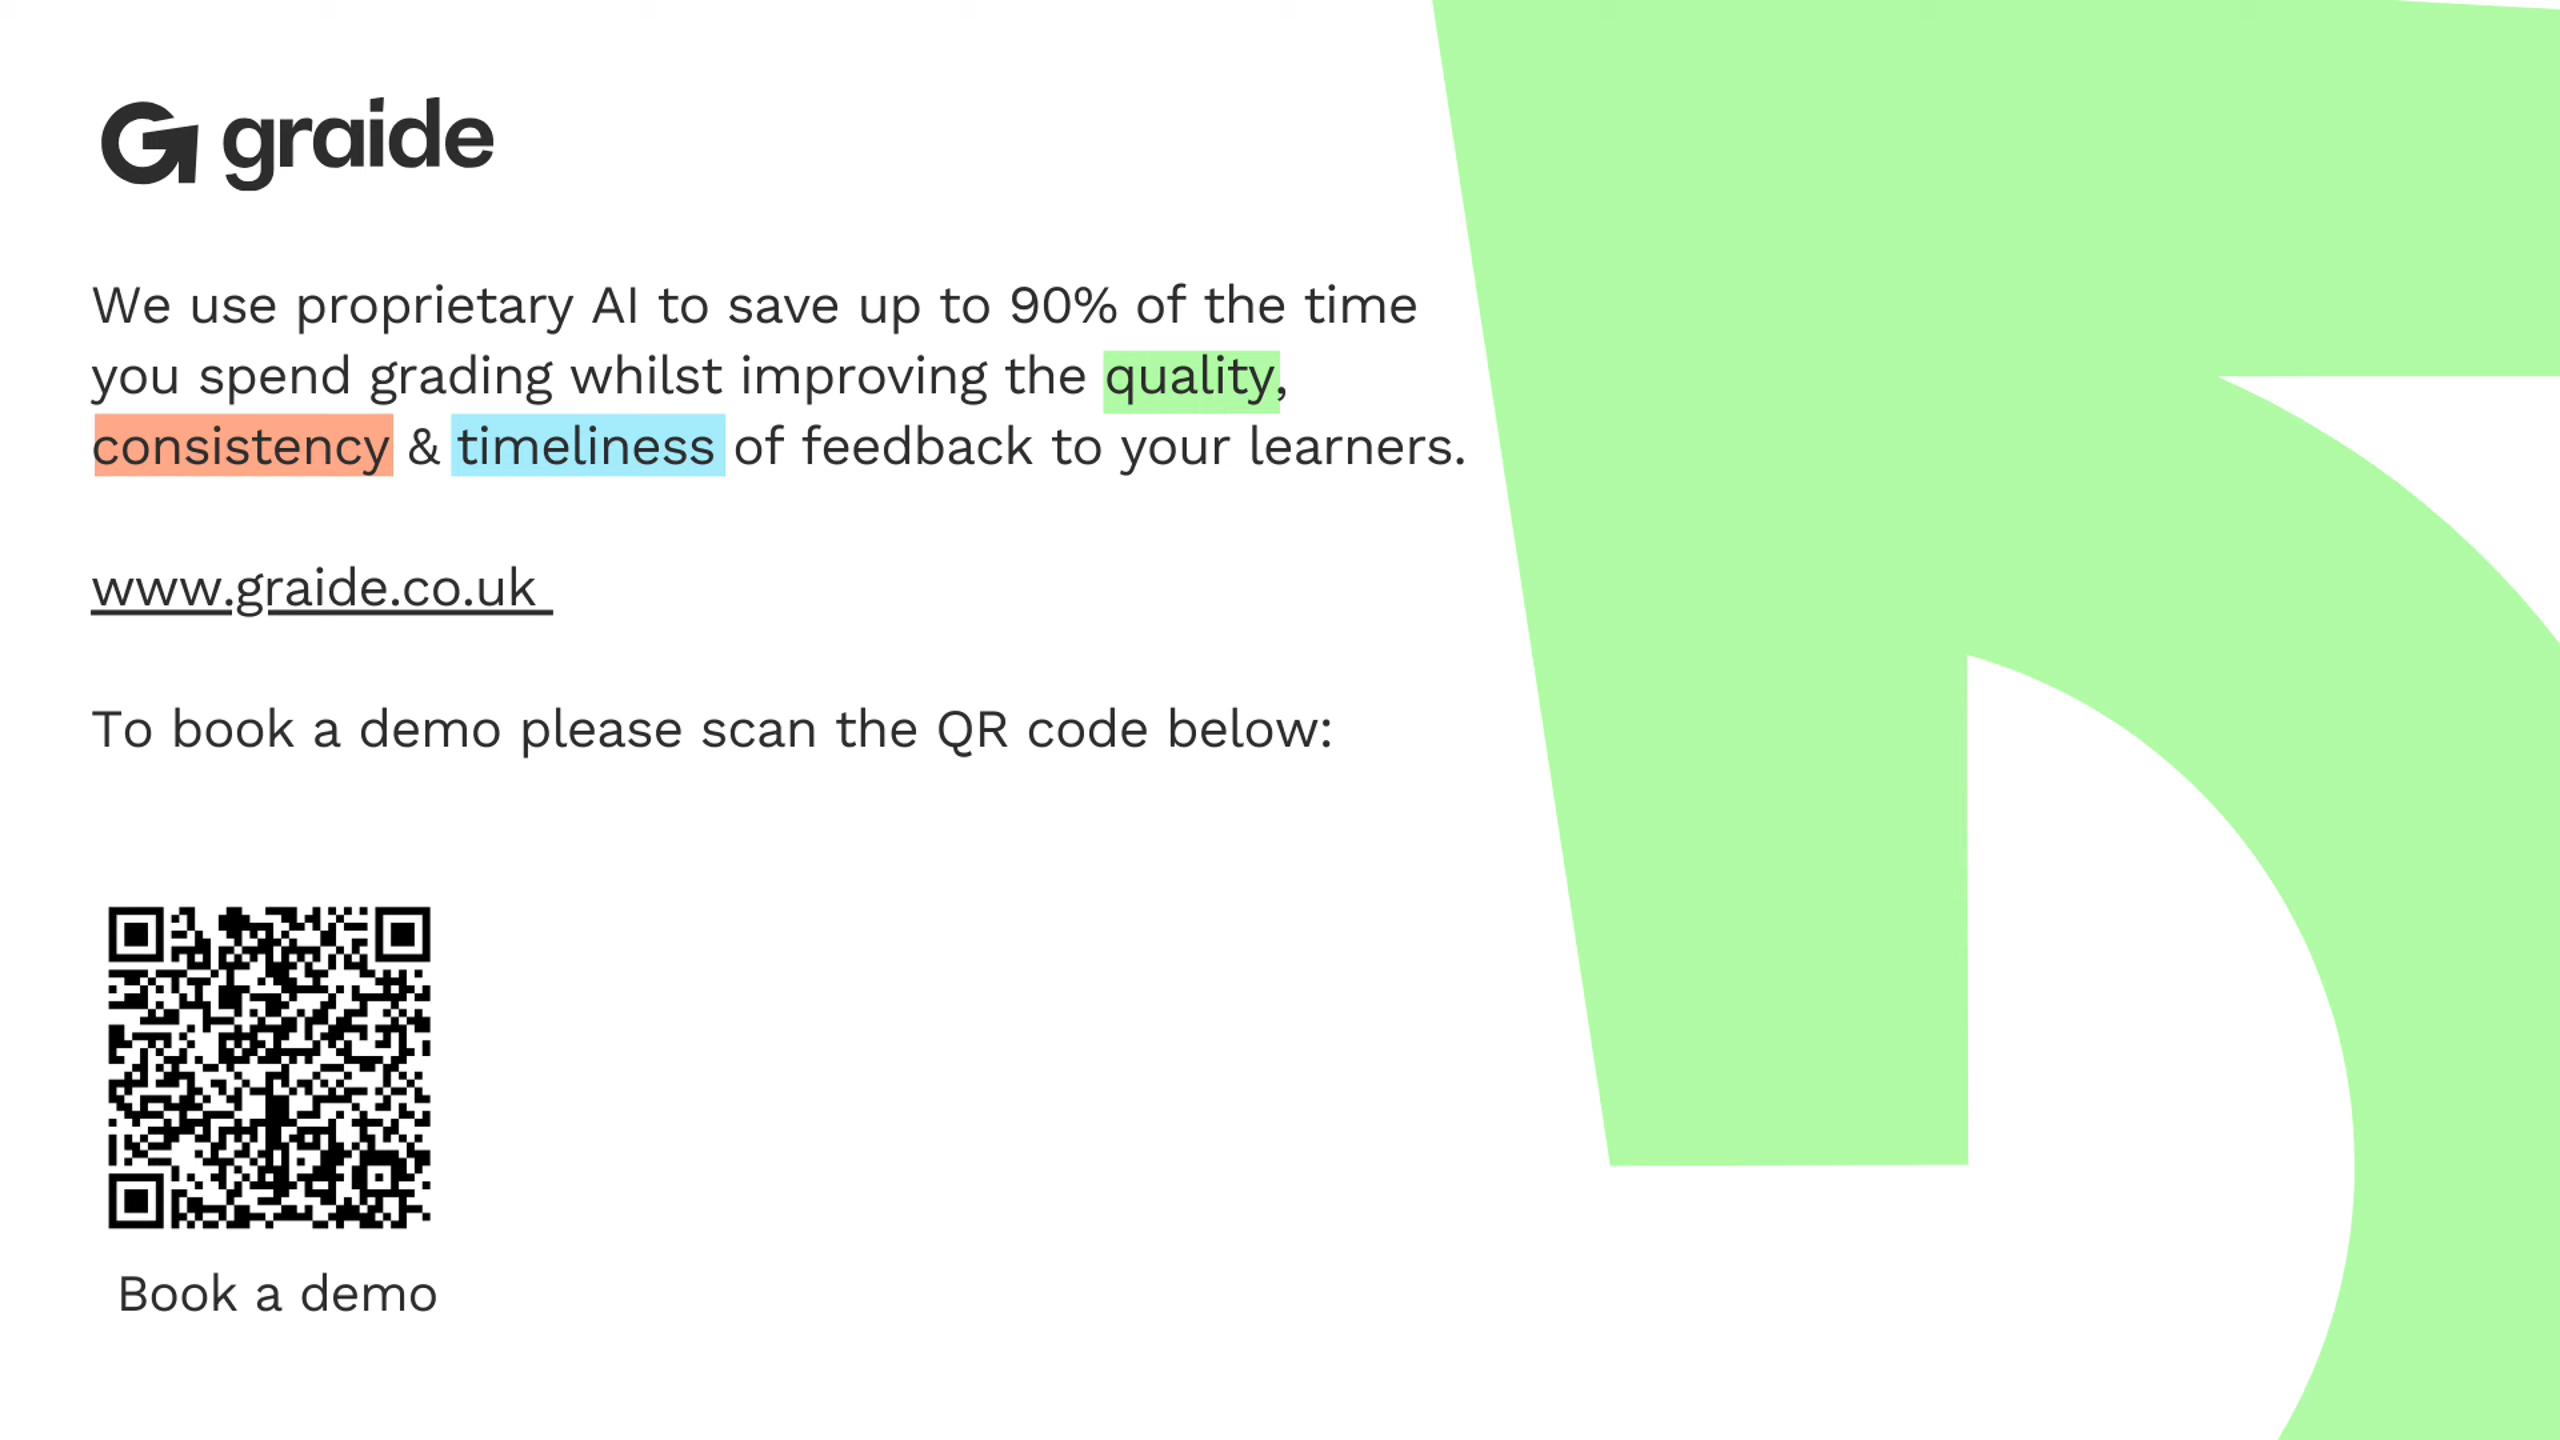 graide
We use proprietary AI to save up to 90% of the time
you spend grading whilst improving the quality,
consistency & timeliness of feedback to your learners.
www.graide.co.uk
To book a demo please scan the QR code below:
Book a demo